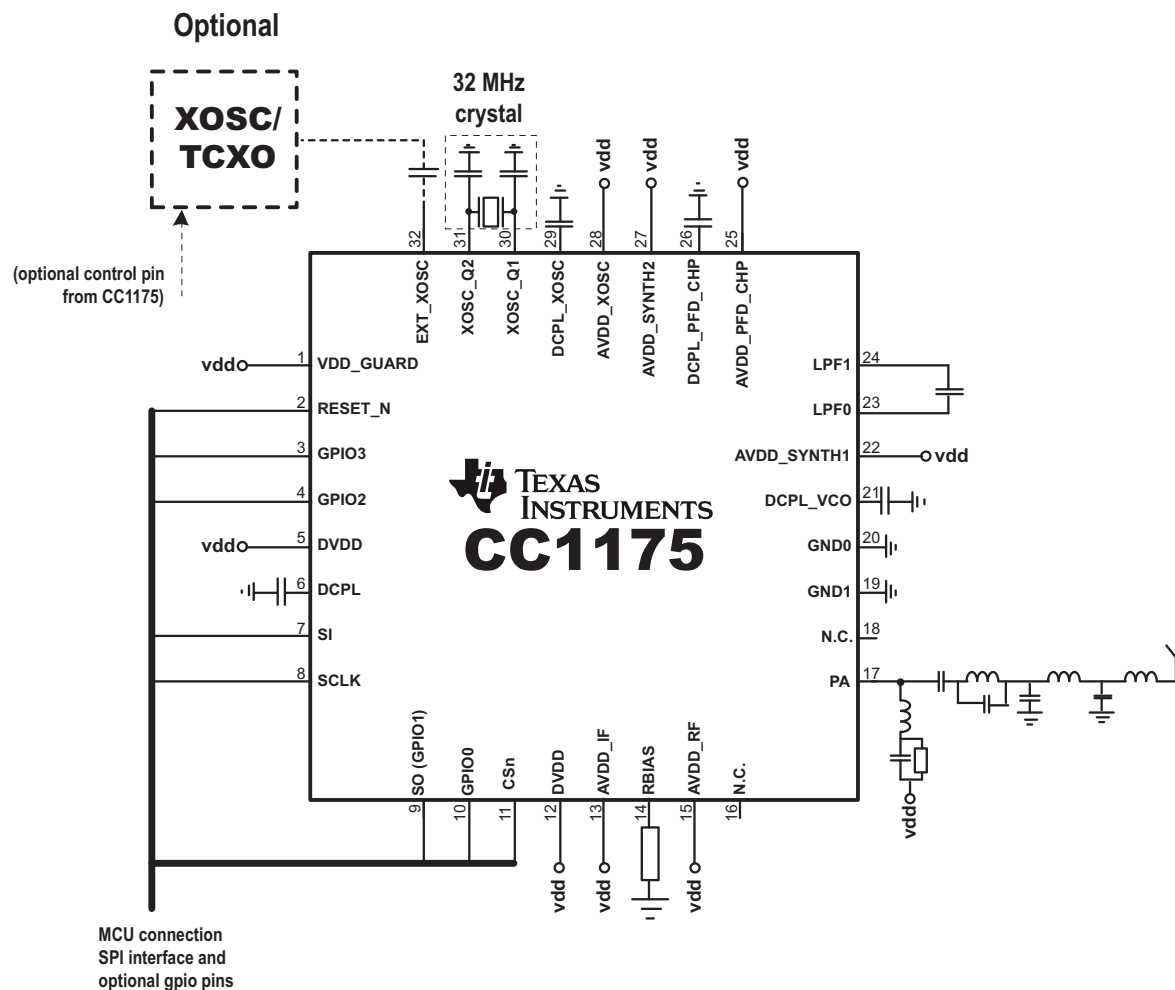 Optional
XOSC/
TCXO
(optional control pin
from CC1175)
32 MHz
crystal
vdd
vdd
vdd
32
31
30
29
28
27
26
25
EXT_XOSC
XOSC_Q2
XOSC_Q1
DCPL_XOSC
AVDD_XOSC
AVDD_SYNTH2
DCPL_PFD_CHP
AVDD_PFD_CHP
vdd 1 VDD_GUARD
2 RESET_N
3 GPIO3
4 GPIO2
vdd 5 DVDD
6 DCPL
7 SI
8 SCLK
TEXAS
INSTRUMENTS
CC1175
LPF1 24
LPF0 23
AVDD_SYNTH1 22 vdd
DCPL_VCO 21
GND0 20
GND1 19
N.C. 18
PA 17
vdd
SO (GPIO1)
GPIO0
CSn
DVDD
AVDD_IF
RBIAS
AVDD_RF
N.C.
9
10
11
12
13
14
15
16
vdd
vdd
vdd
MCU connection
SPI interface and
optional gpio pins